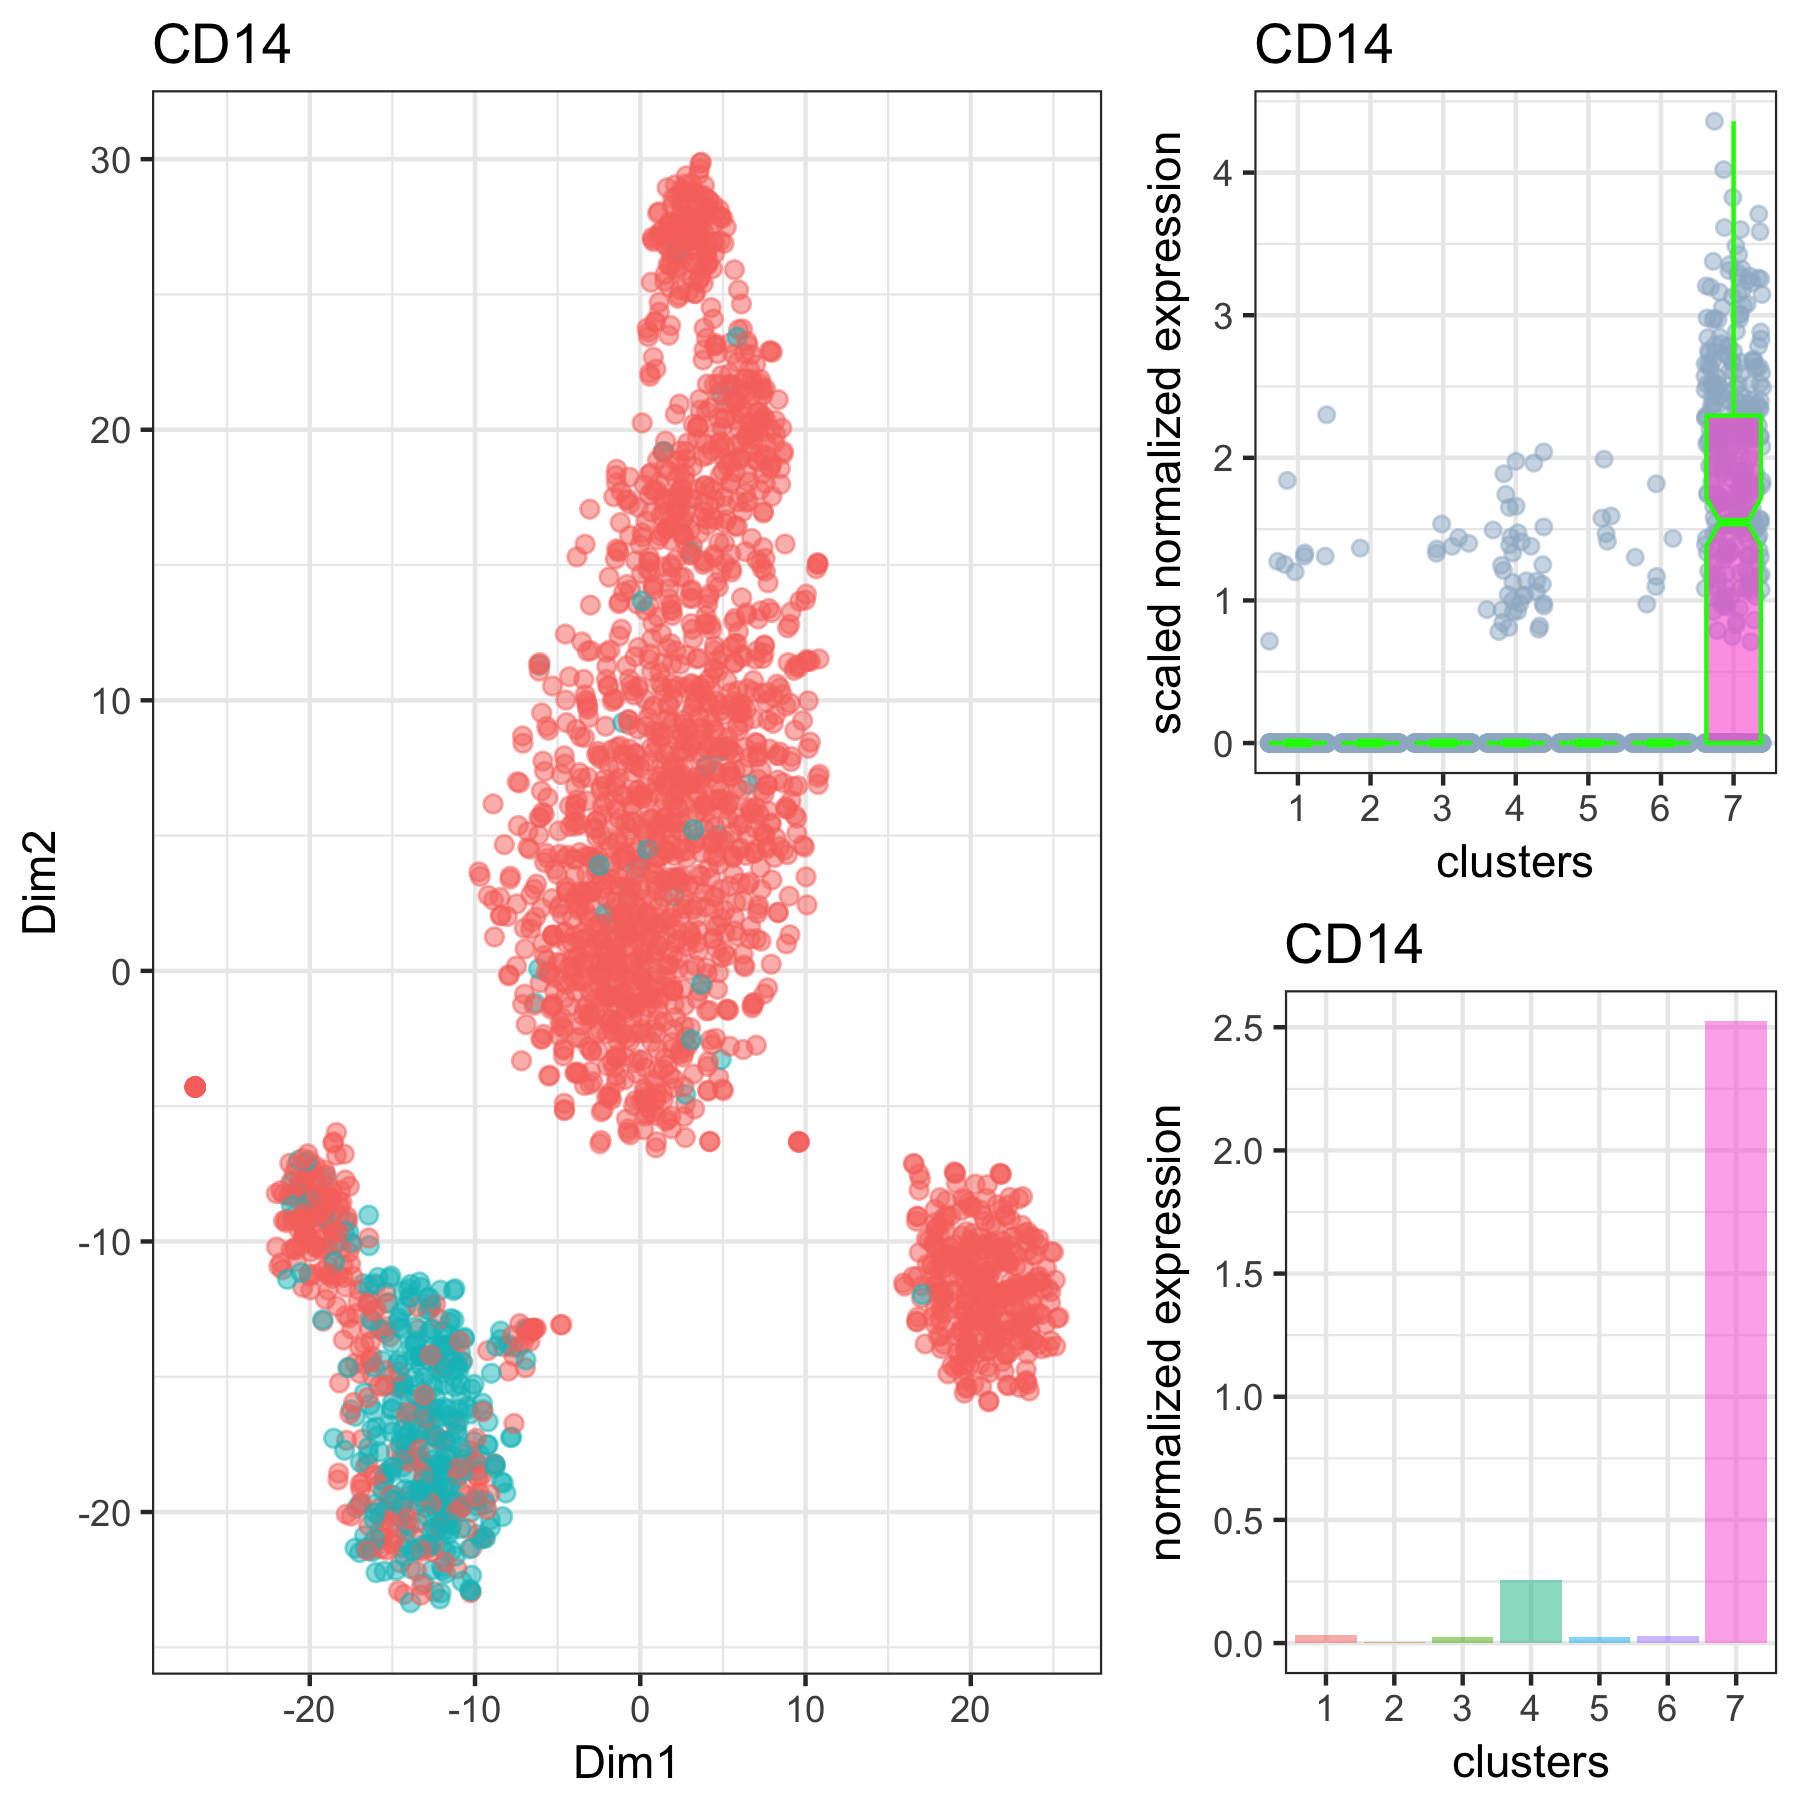 CD14
30
20
10
0
-10
-20
Dim2
-20 -10 0 10 20
Dim1
CD14
4
3
2
1
0
scaled normalized expression
1 2 3 4 5 6 7
clusters
CD14
2.5
2.0
1.5
1.0
0.5
0.0
normalized expression
1 2 3 4 5 6 7
clusters